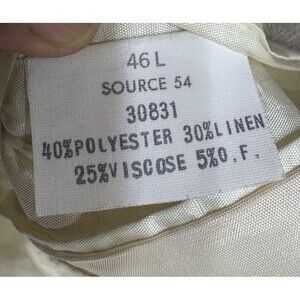 46 L
SOURCE 54
30831
40%POLYESTER 30%LINEN
25%VISCOSE 5%O.F.